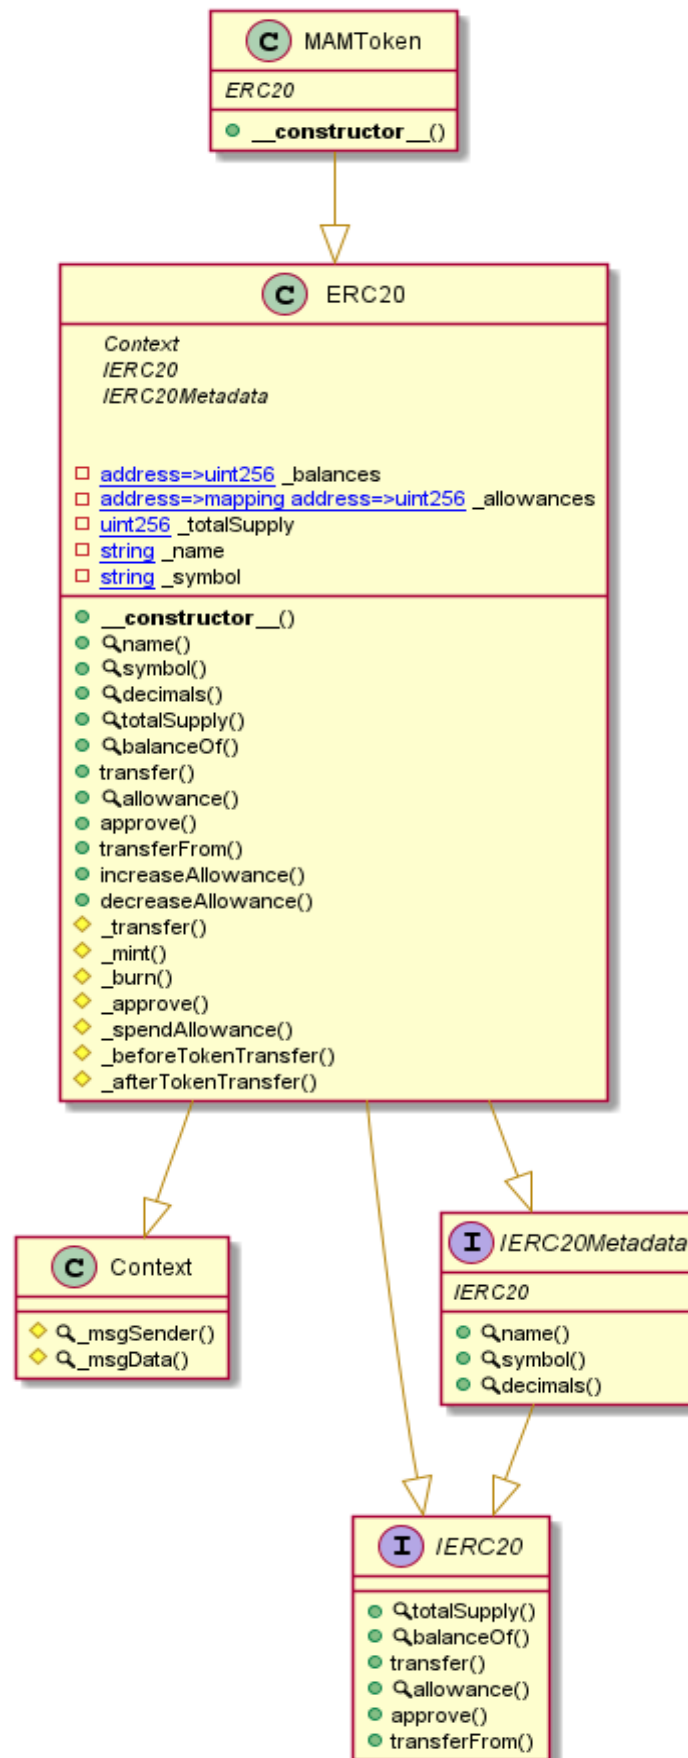 C MAMToken
ERC20
__constructor__()
C ERC20
Context
IERC20
IERC20Metadata
address=>uint256 _balances
address=>mapping address=>uint256 _allowances
uint256 _totalSupply
string _name
string _symbol
__constructor__()
name()
symbol()
decimals()
totalSupply()
balanceOf()
transfer()
allowance()
approve()
transferFrom()
increaseAllowance()
decreaseAllowance()
_transfer()
_mint()
_burn()
_approve()
_spendAllowance()
_beforeTokenTransfer()
_afterTokenTransfer()
C Context
_msgSender()
_msgData()
I IERC20Metadata
IERC20
name()
symbol()
decimals()
I IERC20
totalSupply()
balanceOf()
transfer()
allowance()
approve()
transferFrom()